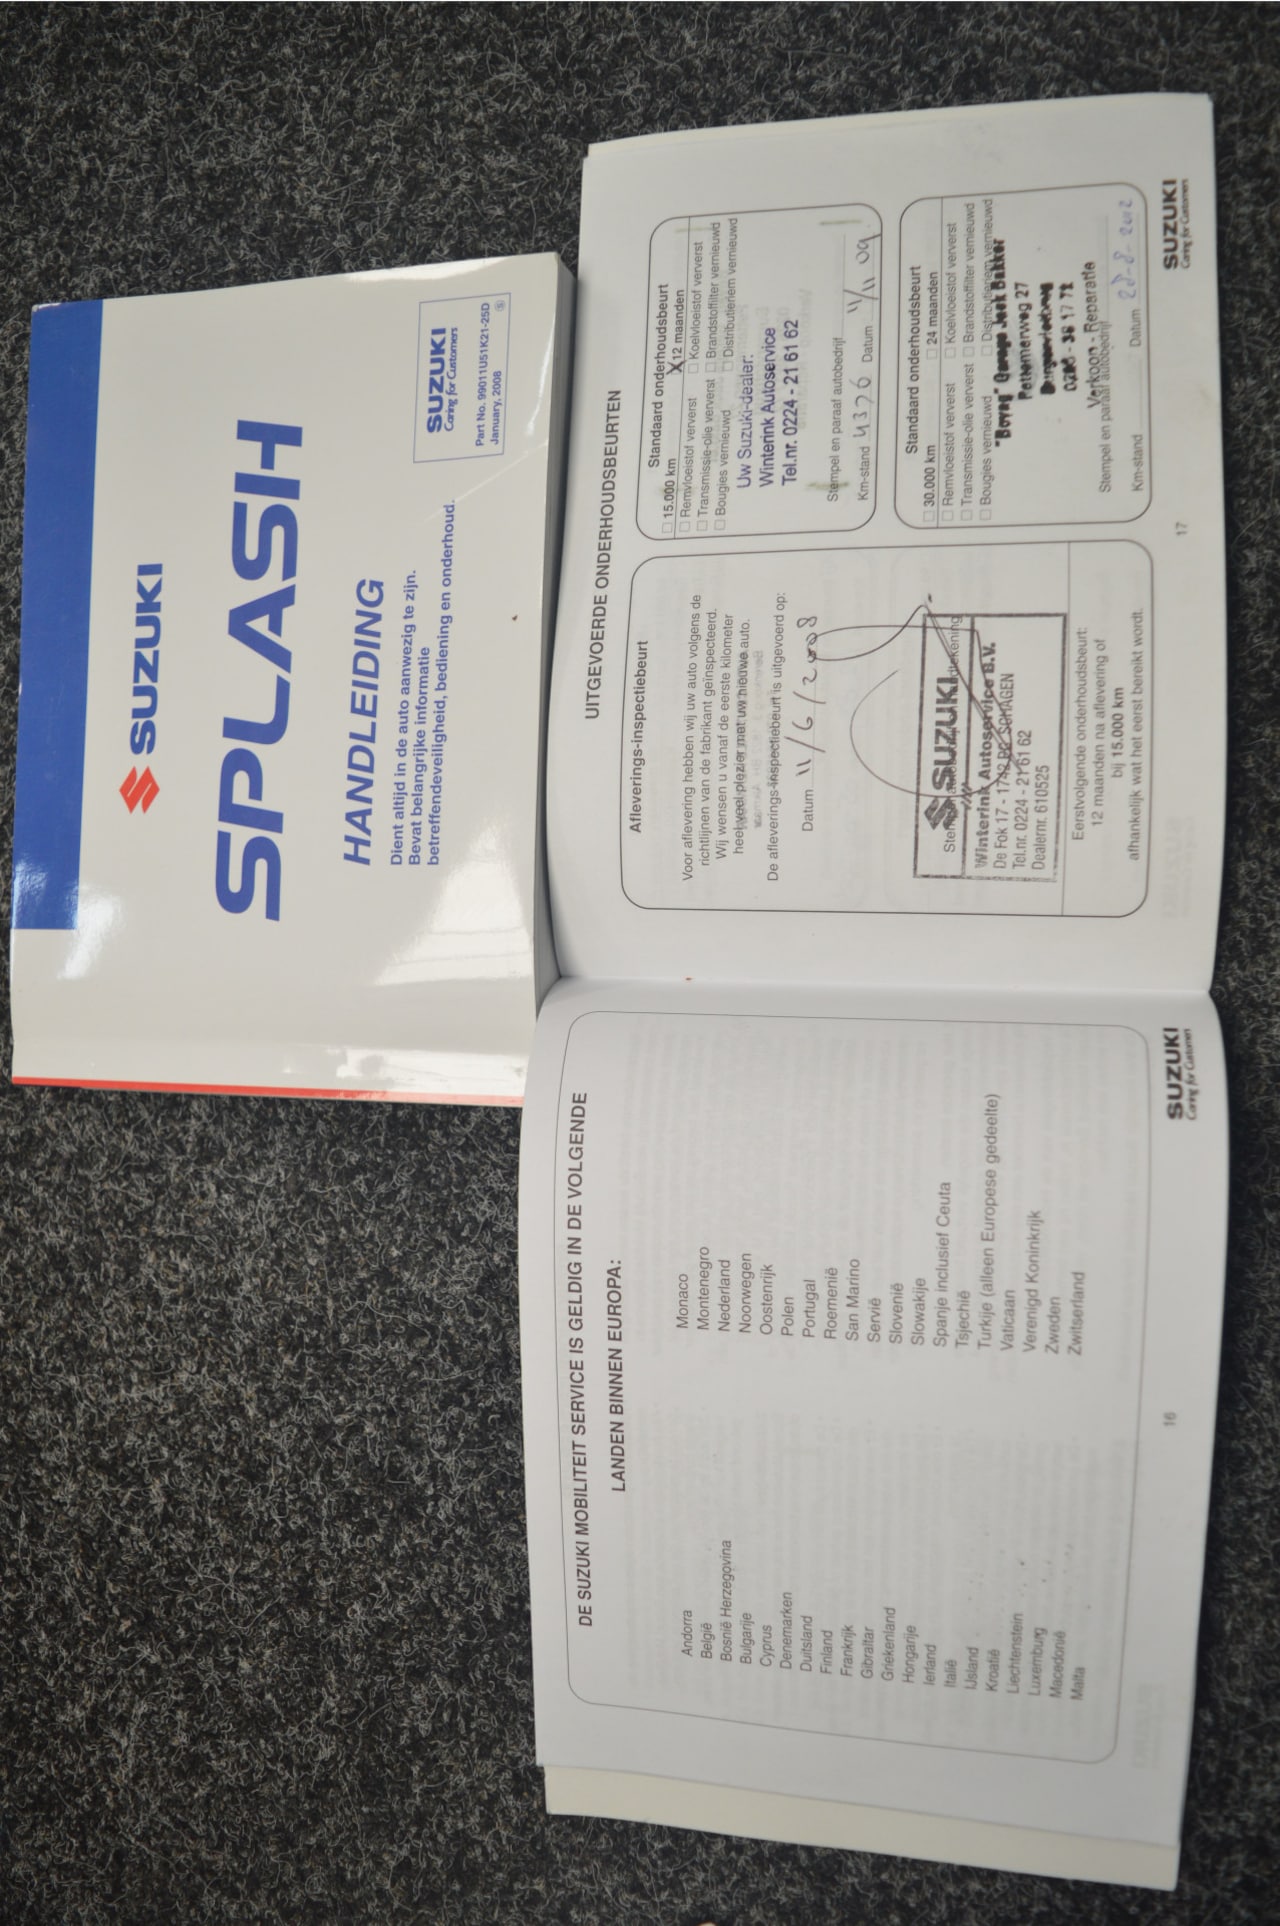 SUZUKI
SPLASH
HANDLEIDING
Dient altijd in de auto aanwezig te zijn.
Bevat belangrijke informatie
betreffendeveiligheid, bediening en onderhoud.
SUZUKI
Caring for Customers
Part No. 99011U51K21-25D
January, 2008
S
DE SUZUKI MOBILITEIT SERVICE IS GELDIG IN DE VOLGENDE
LANDEN BINNEN EUROPA:
Andorra
België
Bosnië Herzegovina
Bulgarije
Cyprus
Denemarken
Duitsland
Finland
Frankrijk
Gibraltar
Griekenland
Hongarije
Ierland
Italië
IJsland
Kroatië
Liechtenstein
Luxemburg
Macedonië
Malta
Monaco
Montenegro
Nederland
Noorwegen
Oostenrijk
Polen
Portugal
Roemenië
San Marino
Servië
Slovenië
Slowakije
Spanje inclusief Ceuta
Tsjechië
Turkije (alleen Europese gedeelte)
Vaticaan
Verenigd Koninkrijk
Zweden
Zwitserland
16
SUZUKI
Caring for Customers
UITGEVOERDE ONDERHOUDSBEURTEN
Afleverings-inspectiebeurt
Voor aflevering hebben wij uw auto volgens de
richtlijnen van de fabrikant geïnspecteerd.
Wij wensen u vanaf de eerste kilometer
heel veel plezier met uw nieuwe auto.
De afleverings-inspectiebeurt is uitgevoerd op:
Datum 11/6/2008
SUZUKI
Winterink Autoservice B.V.
De Fok 17 - 1742 PD SCHAGEN
Tel.nr. 0224 - 21 61 62
Dealernr. 610525
Eerstvolgende onderhoudsbeurt:
12 maanden na aflevering of
bij 15.000 km
afhankelijk wat het eerst bereikt wordt.
Standaard onderhoudsbeurt
15.000 km X 12 maanden
Remvloeistof ververst Koelvloeistof ververst
Transmissie-olie ververst Brandstoffilter vernieuwd
Bougies vernieuwd Distributieriem vernieuwd
Uw Suzuki-dealer:
Winterink Autoservice
Tel.nr. 0224 - 21 61 62
Stempel en paraaf autobedrijf
Km-stand 4376 Datum 11/11 09
Standaard onderhoudsbeurt
30.000 km 24 maanden
Remvloeistof ververst Koelvloeistof ververst
Transmissie-olie ververst Brandstoffilter vernieuwd
Bougies vernieuwd Distributieriem vernieuwd
"Bovag" Garage Jook Bakker
Pettemerweg 27
Verkoop - Reparatie
Stempel en paraaf autobedrijf
Km-stand Datum 28-8-2012
17
SUZUKI
Caring for Customers